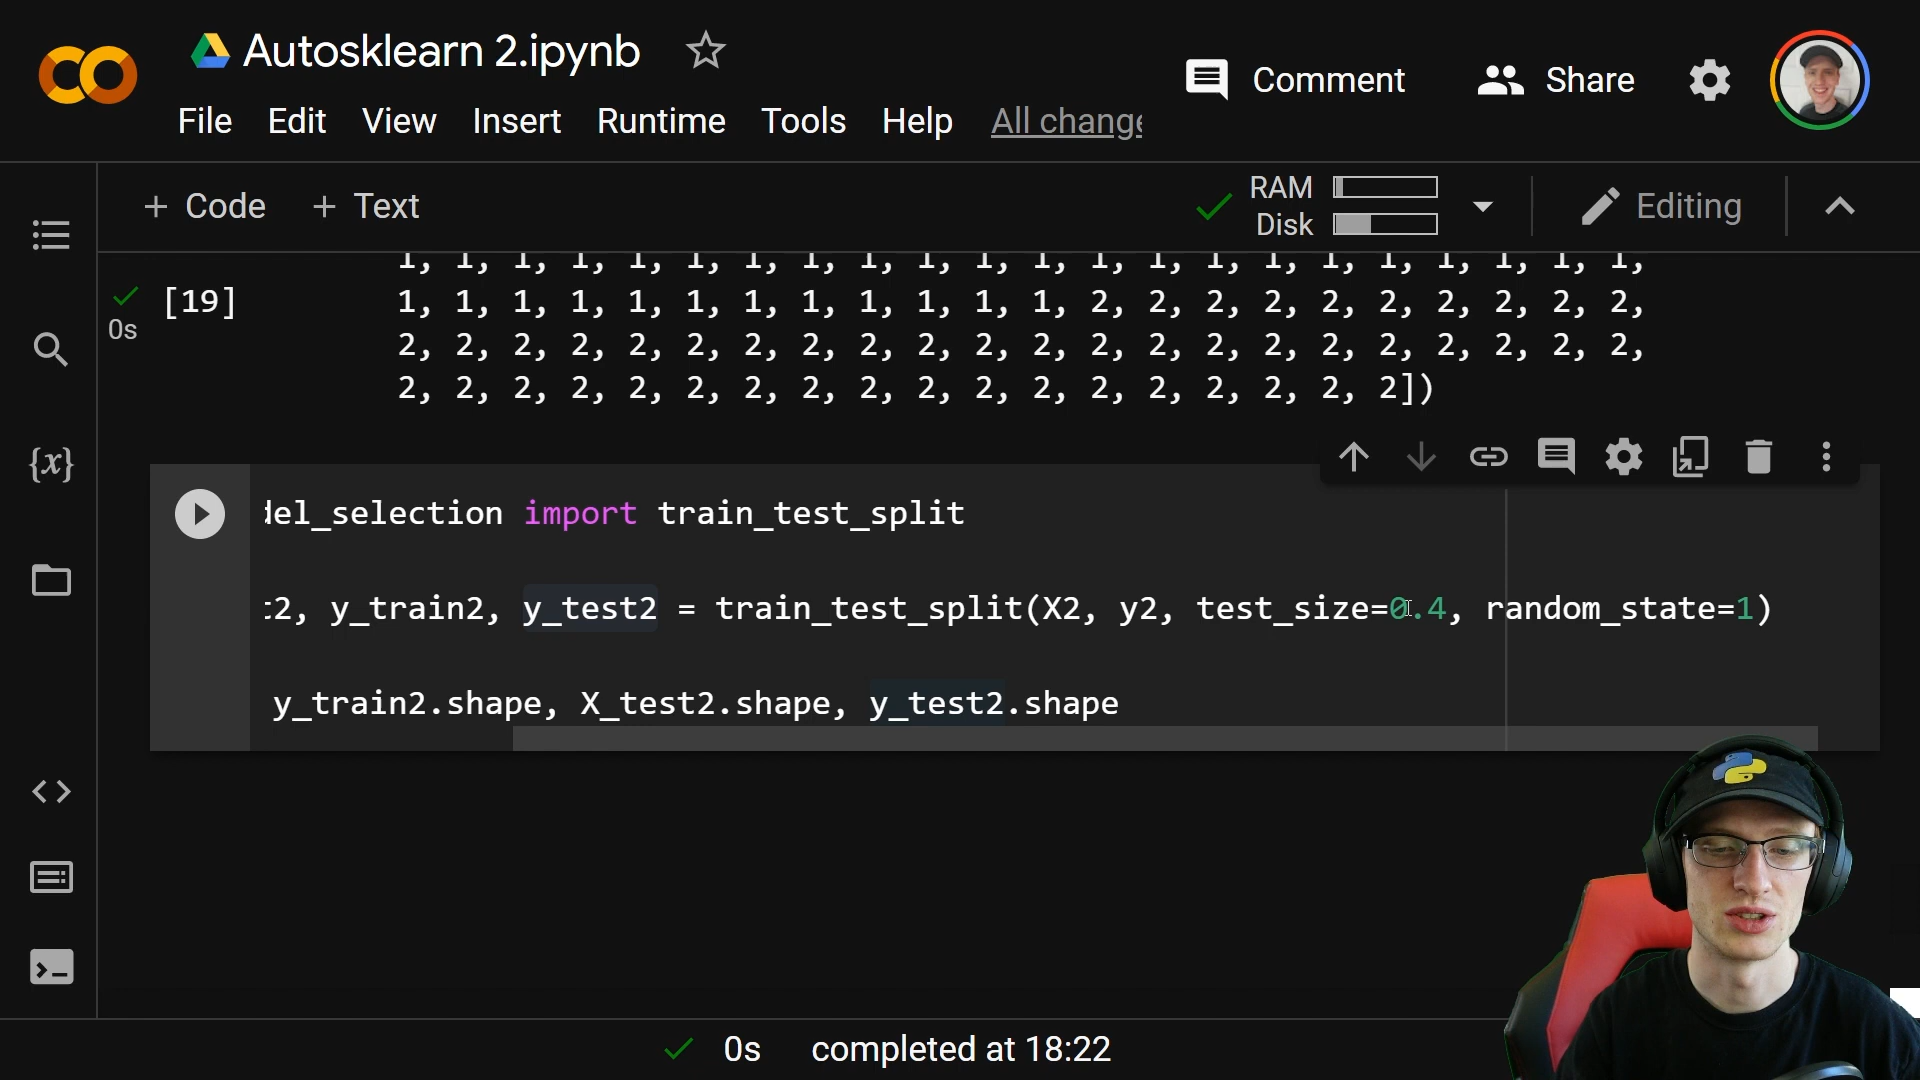 Autosklearn 2.ipynb
Comment
Share
File Edit View Insert Runtime Tools Help All change
+ Code + Text
RAM
Disk
Editing
1, 1, 1, 1, 1, 1, 1, 1, 1, 1, 1, 1, 1, 1, 1, 1, 1, 1, 1, 1, 1, 1,
[19] 1, 1, 1, 1, 1, 1, 1, 1, 1, 1, 1, 1, 2, 2, 2, 2, 2, 2, 2, 2, 2, 2,
0s
2, 2, 2, 2, 2, 2, 2, 2, 2, 2, 2, 2, 2, 2, 2, 2, 2, 2, 2, 2, 2, 2,
2, 2, 2, 2, 2, 2, 2, 2, 2, 2, 2, 2, 2, 2, 2, 2, 2, 2])
{x}
del_selection import train_test_split
t2, y_train2, y_test2 = train_test_split(X2, y2, test_size=0.4, random_state=1)
y_train2.shape, X_test2.shape, y_test2.shape
0s completed at 18:22